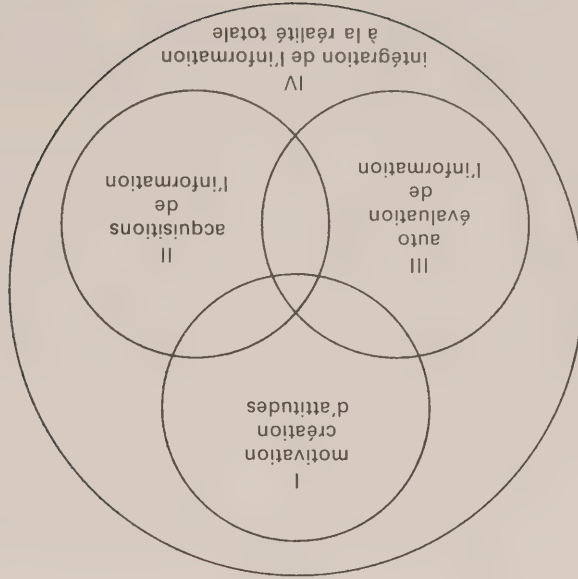 I
motivation
création
d'attitudes
III
auto
évaluation
de
l'information
II
acquisitions
de
l'information
IV
intégration de l'information
à la réalité totale